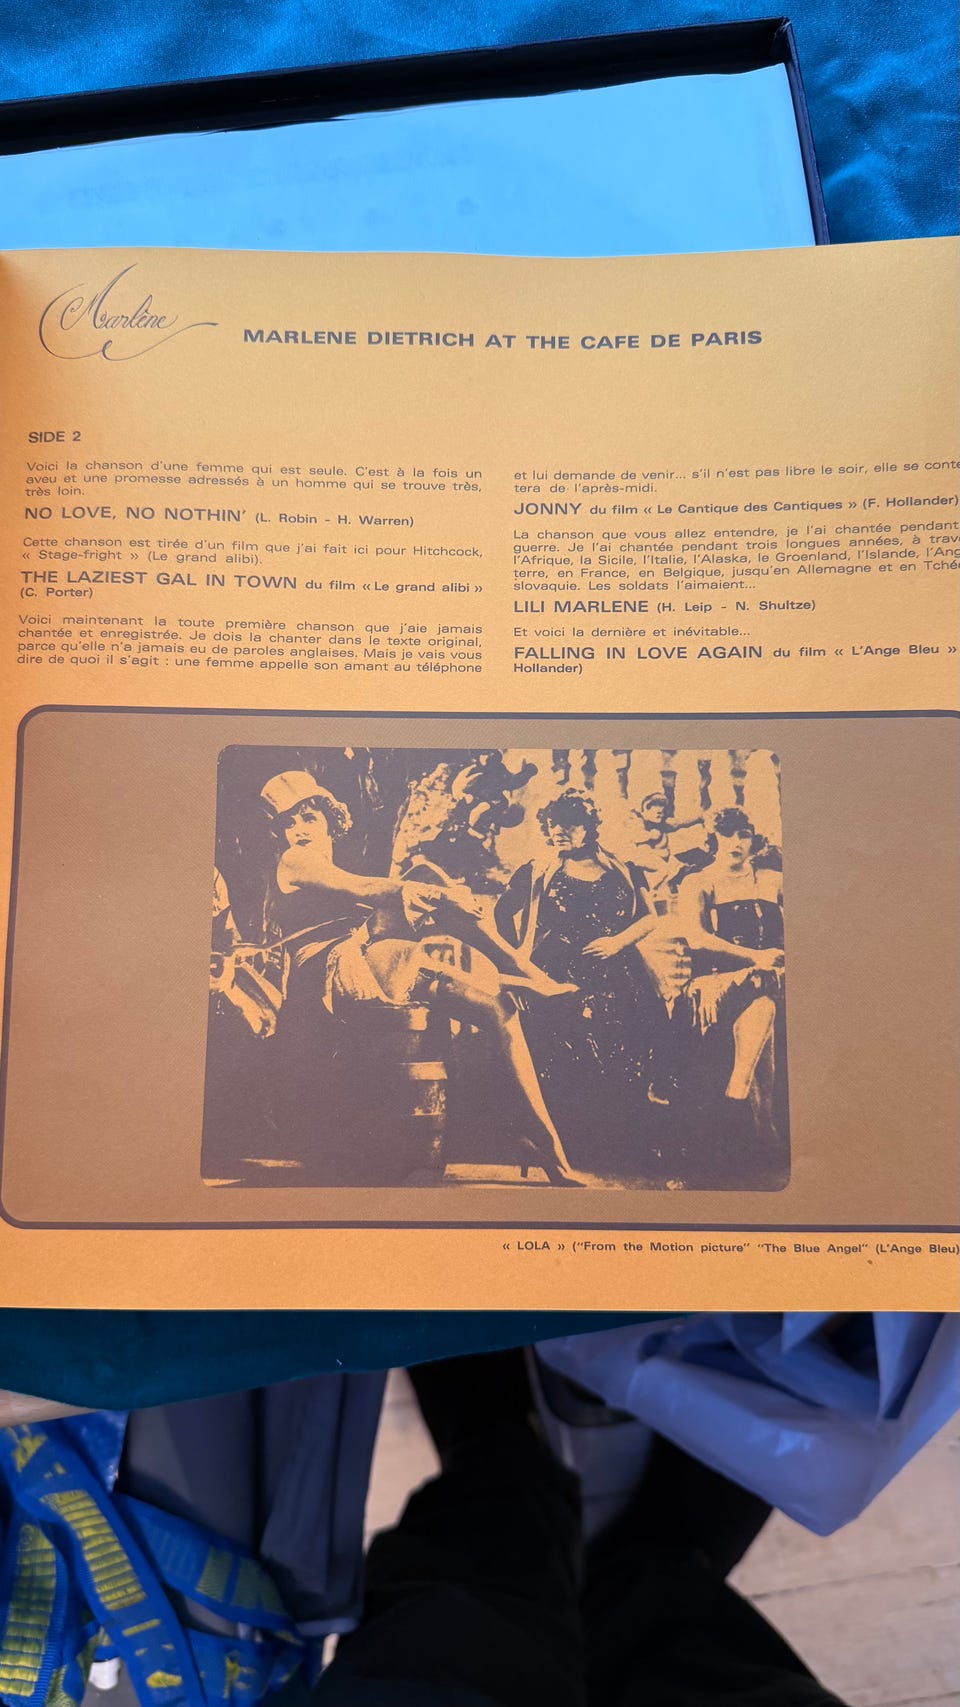 Marlène
MARLENE DIETRICH AT THE CAFE DE PARIS
SIDE 2
Voici la chanson d'une femme qui est seule. C'est à la fois un
aveu et une promesse adressés à un homme qui se trouve très,
très loin.
NO LOVE, NO NOTHIN' (L. Robin - H. Warren)
Cette chanson est tirée d'un film que j'ai fait ici pour Hitchcock,
« Stage-fright » (Le grand alibi).
THE LAZIEST GAL IN TOWN du film « Le grand alibi »
(C. Porter)
Voici maintenant la toute première chanson que j'aie jamais
chantée et enregistrée. Je dois la chanter dans le texte original,
parce qu'elle n'a jamais eu de paroles anglaises. Mais je vais vous
dire de quoi il s'agit : une femme appelle son amant au téléphone
et lui demande de venir... s'il n'est pas libre le soir, elle se conte
tera de l'après-midi.
JONNY du film « Le Cantique des Cantiques » (F. Hollander)
La chanson que vous allez entendre, je l'ai chantée pendant
guerre. Je l'ai chantée pendant trois longues années, à trav
l'Afrique, la Sicile, l'Italie, l'Alaska, le Groenland, l'Islande, l'Ang
terre, en France, en Belgique, jusqu'en Allemagne et en Tché
slovaquie. Les soldats l'aimaient...
LILI MARLENE (H. Leip - N. Shultze)
Et voici la dernière et inévitable...
FALLING IN LOVE AGAIN du film « L'Ange Bleu »
Hollander)
« LOLA » ("From the Motion picture" "The Blue Angel" (L'Ange Bleu)